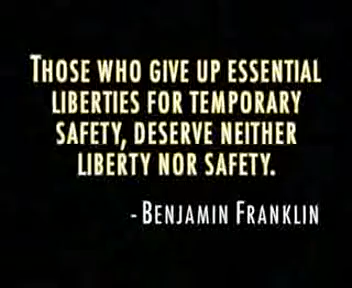 THOSE WHO GIVE UP ESSENTIAL
LIBERTIES FOR TEMPORARY
SAFETY, DESERVE NEITHER
LIBERTY NOR SAFETY.
- BENJAMIN FRANKLIN